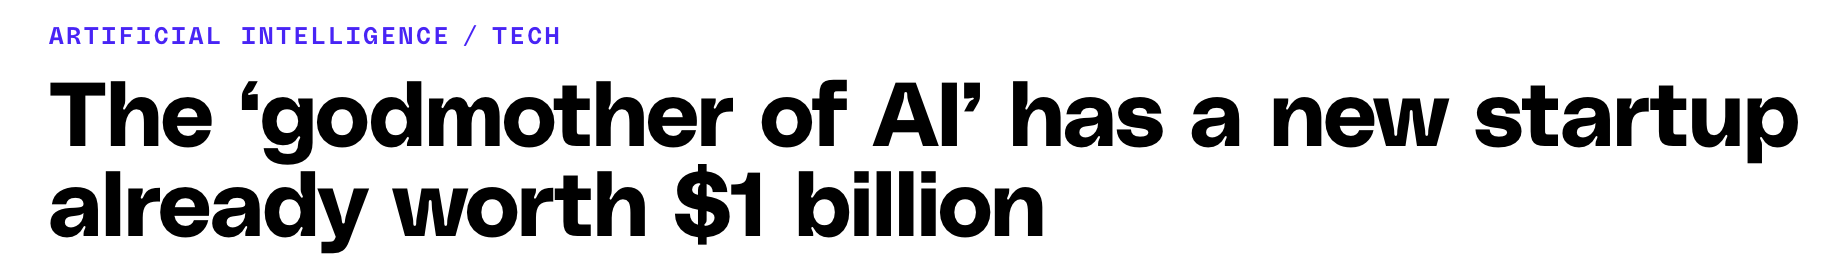 ARTIFICIAL INTELLIGENCE / TECH
The ‘godmother of AI’ has a new startup
already worth $1 billion